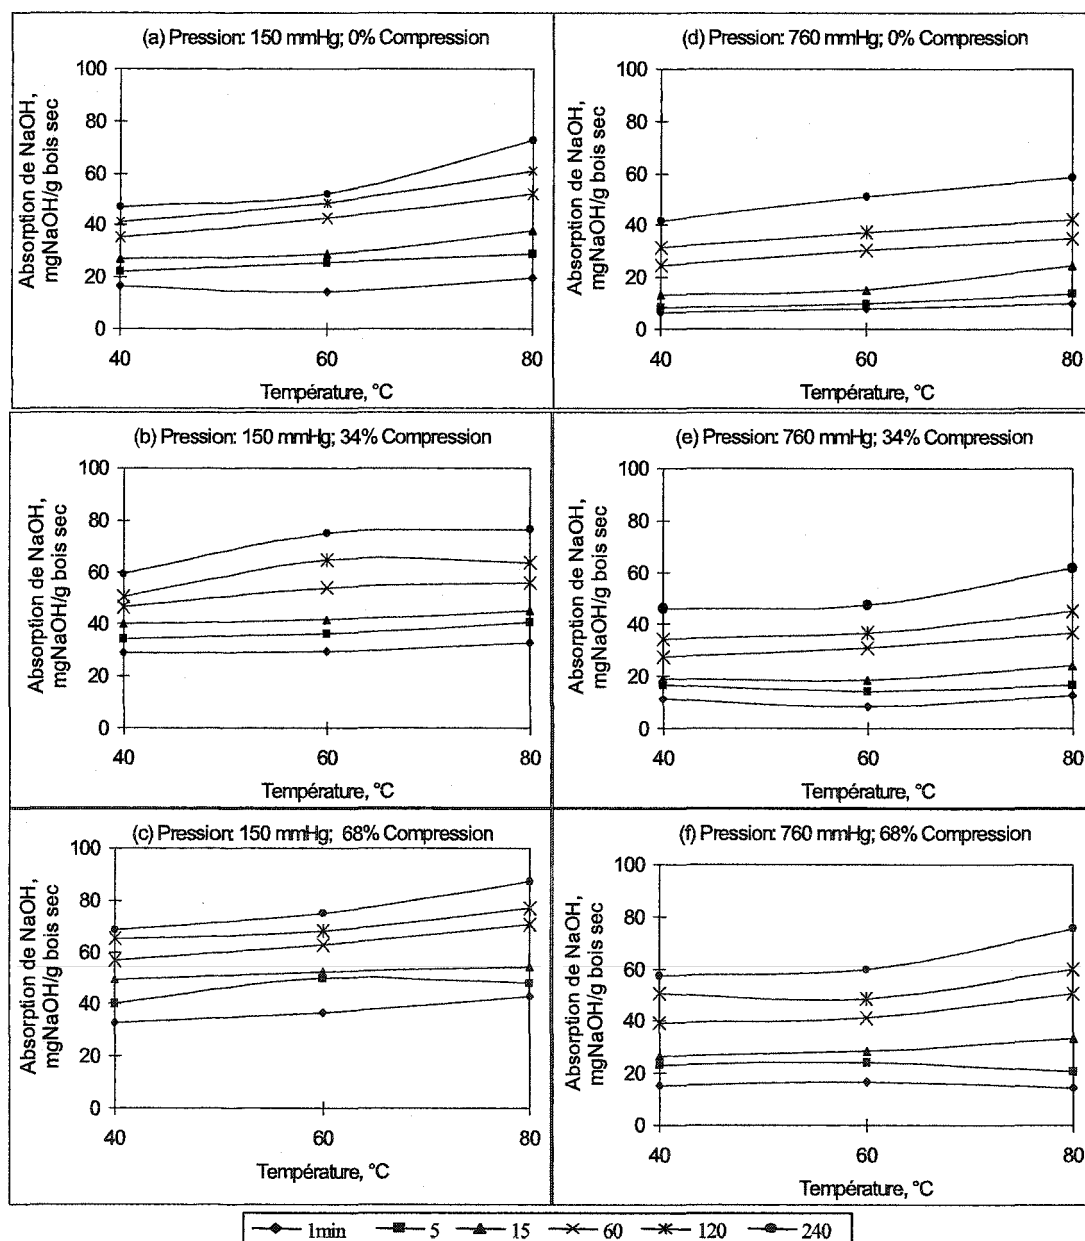 (a) Pression: 150 mmHg; 0% Compression
Absorption de NaOH,
mgNaOH/g bois sec
100
80
60
40
20
0
40
60
80
Température, °C
(d) Pression: 760 mmHg; 0% Compression
Absorption de NaOH,
mgNaOH/g bois sec
100
80
60
40
20
0
40
60
80
Température, °C
(b) Pression: 150 mmHg; 34% Compression
Absorption de NaOH,
mgNaOH/g bois sec
100
80
60
40
20
0
40
60
80
Température, °C
(e) Pression: 760 mmHg; 34% Compression
Absorption de NaOH,
mgNaOH/g bois sec
100
80
60
40
20
0
40
60
80
Température, °C
(c) Pression: 150 mmHg; 68% Compression
Absorption de NaOH,
mgNaOH/g bois sec
100
80
60
40
20
0
40
60
80
Température, °C
(f) Pression: 760 mmHg; 68% Compression
Absorption de NaOH,
mgNaOH/g bois sec
100
80
60
40
20
0
40
60
80
Température, °C
1min 5 15 60 120 240